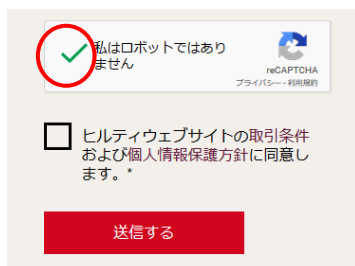 私はロボットではあり
ません
reCAPTCHA
プライバシー - 利用規約
ヒルティウェブサイトの取引条件
および個人情報保護方針に同意し
ます。*
送信する